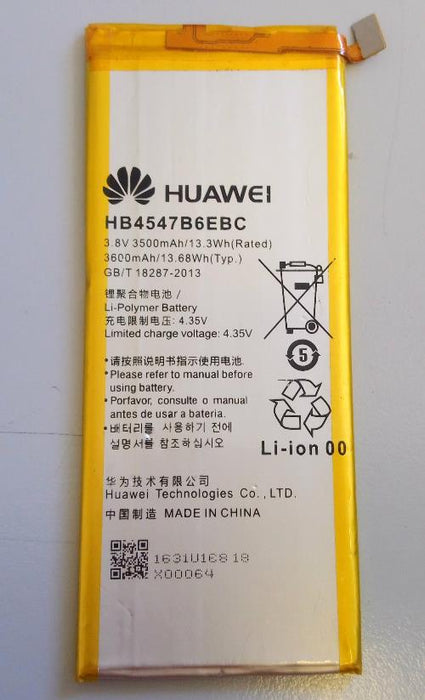 HUAWEI
HB4547B6EBC
3.8V 3500mAh/13.3Wh(Rated)
3600mAh/13.68Wh(Typ.)
GB/T 18287-2013
锂聚合物电池/
Li-Polymer Battery
充电限制电压: 4.35V
Limited charge voltage: 4.35V
5
•请按照说明书指示使用电池.
•Please refer to manual before
using battery.
•Porfavor, consulte o manual
antes de usar a bateria.
•배터리를 사용하기 전에
설명서를 참조하십시오
Li-ion 00
华为技术有限公司
Huawei Technologies Co.,LTD.
中国制造 MADE IN CHINA
1631U16818
X00064